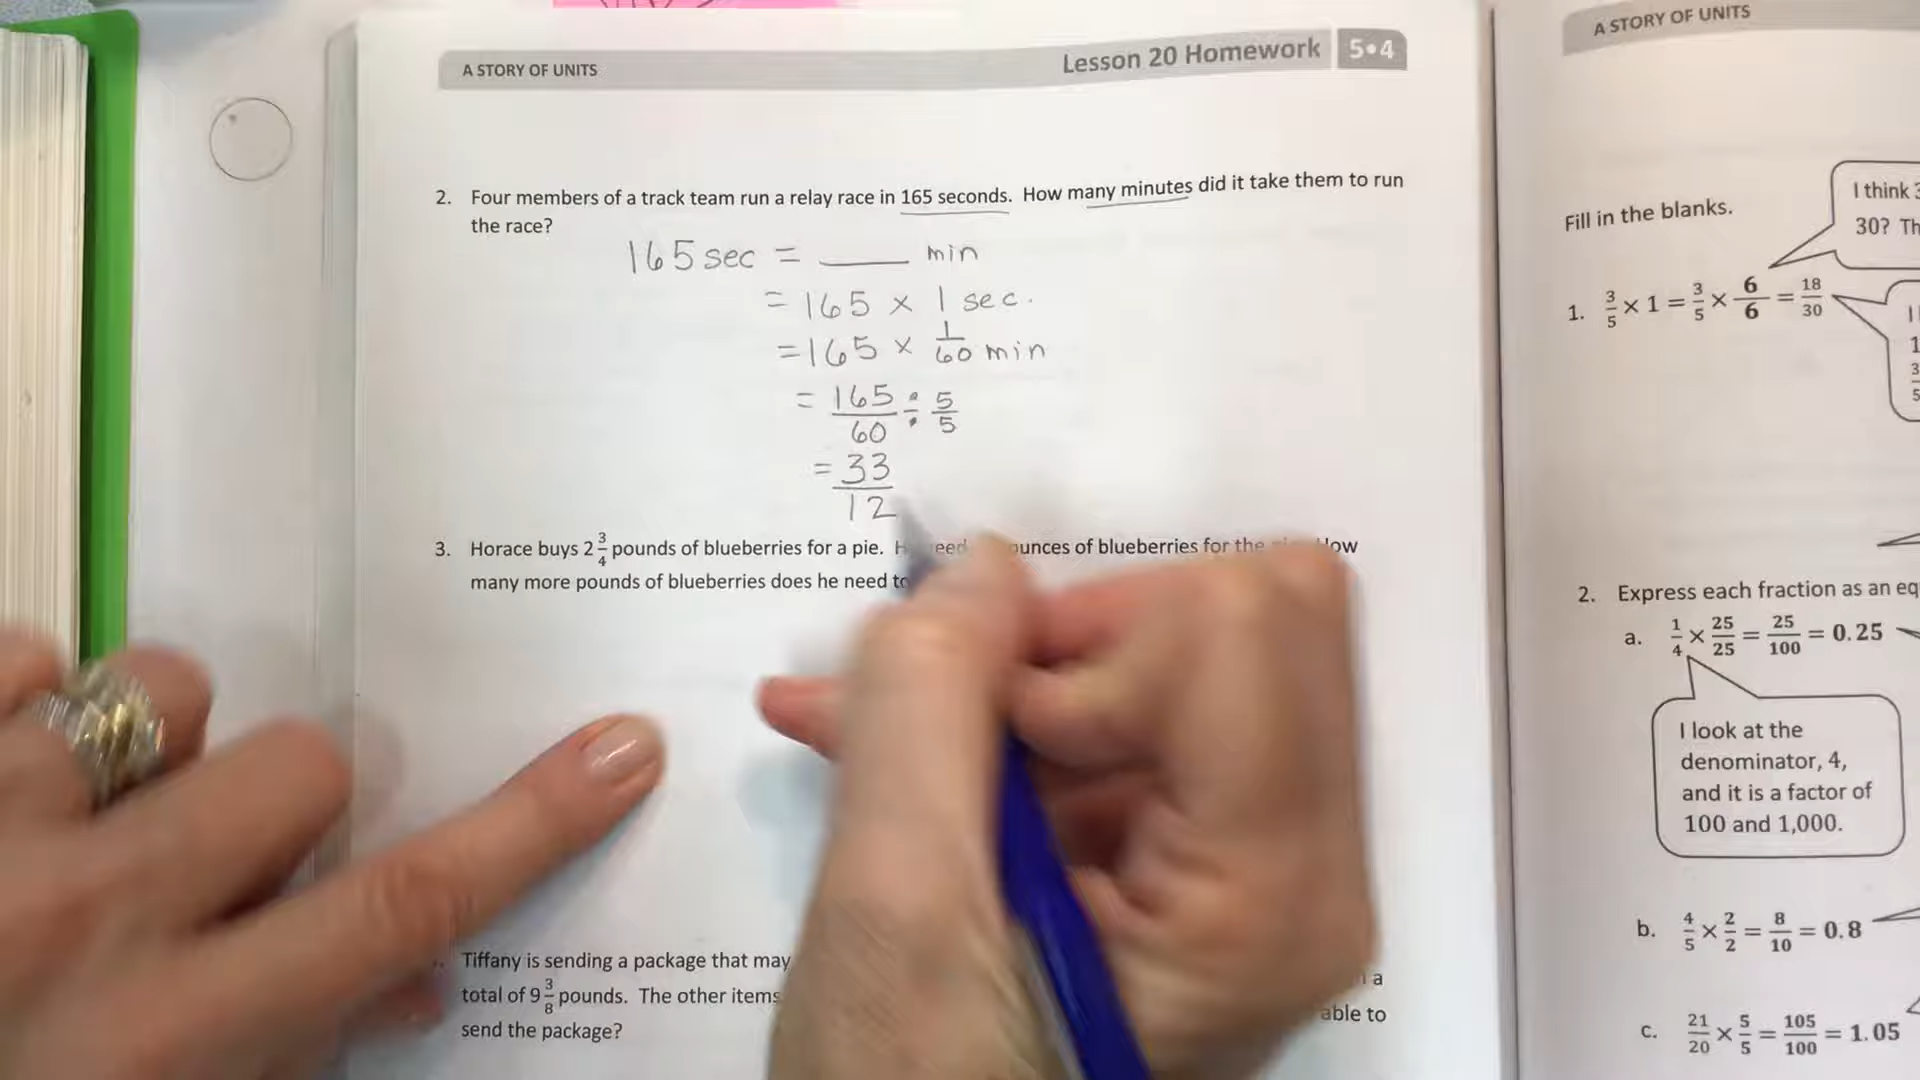 A STORY OF UNITS
Lesson 20 Homework 5•4
2. Four members of a track team run a relay race in 165 seconds. How many minutes did it take them to run
the race?
165 sec = ____ min
= 165 × 1 sec.
= 165 × 1/60 min
= 165/60 ÷ 5/5
= 33/12
3. Horace buys 2 3/4 pounds of blueberries for a pie. ounces of blueberries for the
many more pounds of blueberries does he need to
Tiffany is sending a package that may a
total of 9 3/8 pounds. The other items able to
send the package?
A STORY OF UNITS
I think
30? Th
Fill in the blanks.
1. 3/5 × 1 = 3/5 × 6/6 = 18/30
I
1
3
5
2. Express each fraction as an eq
a. 1/4 × 25/25 = 25/100 = 0.25
I look at the
denominator, 4,
and it is a factor of
100 and 1,000.
b. 4/5 × 2/2 = 8/10 = 0.8
c. 21/20 × 5/5 = 105/100 = 1.05